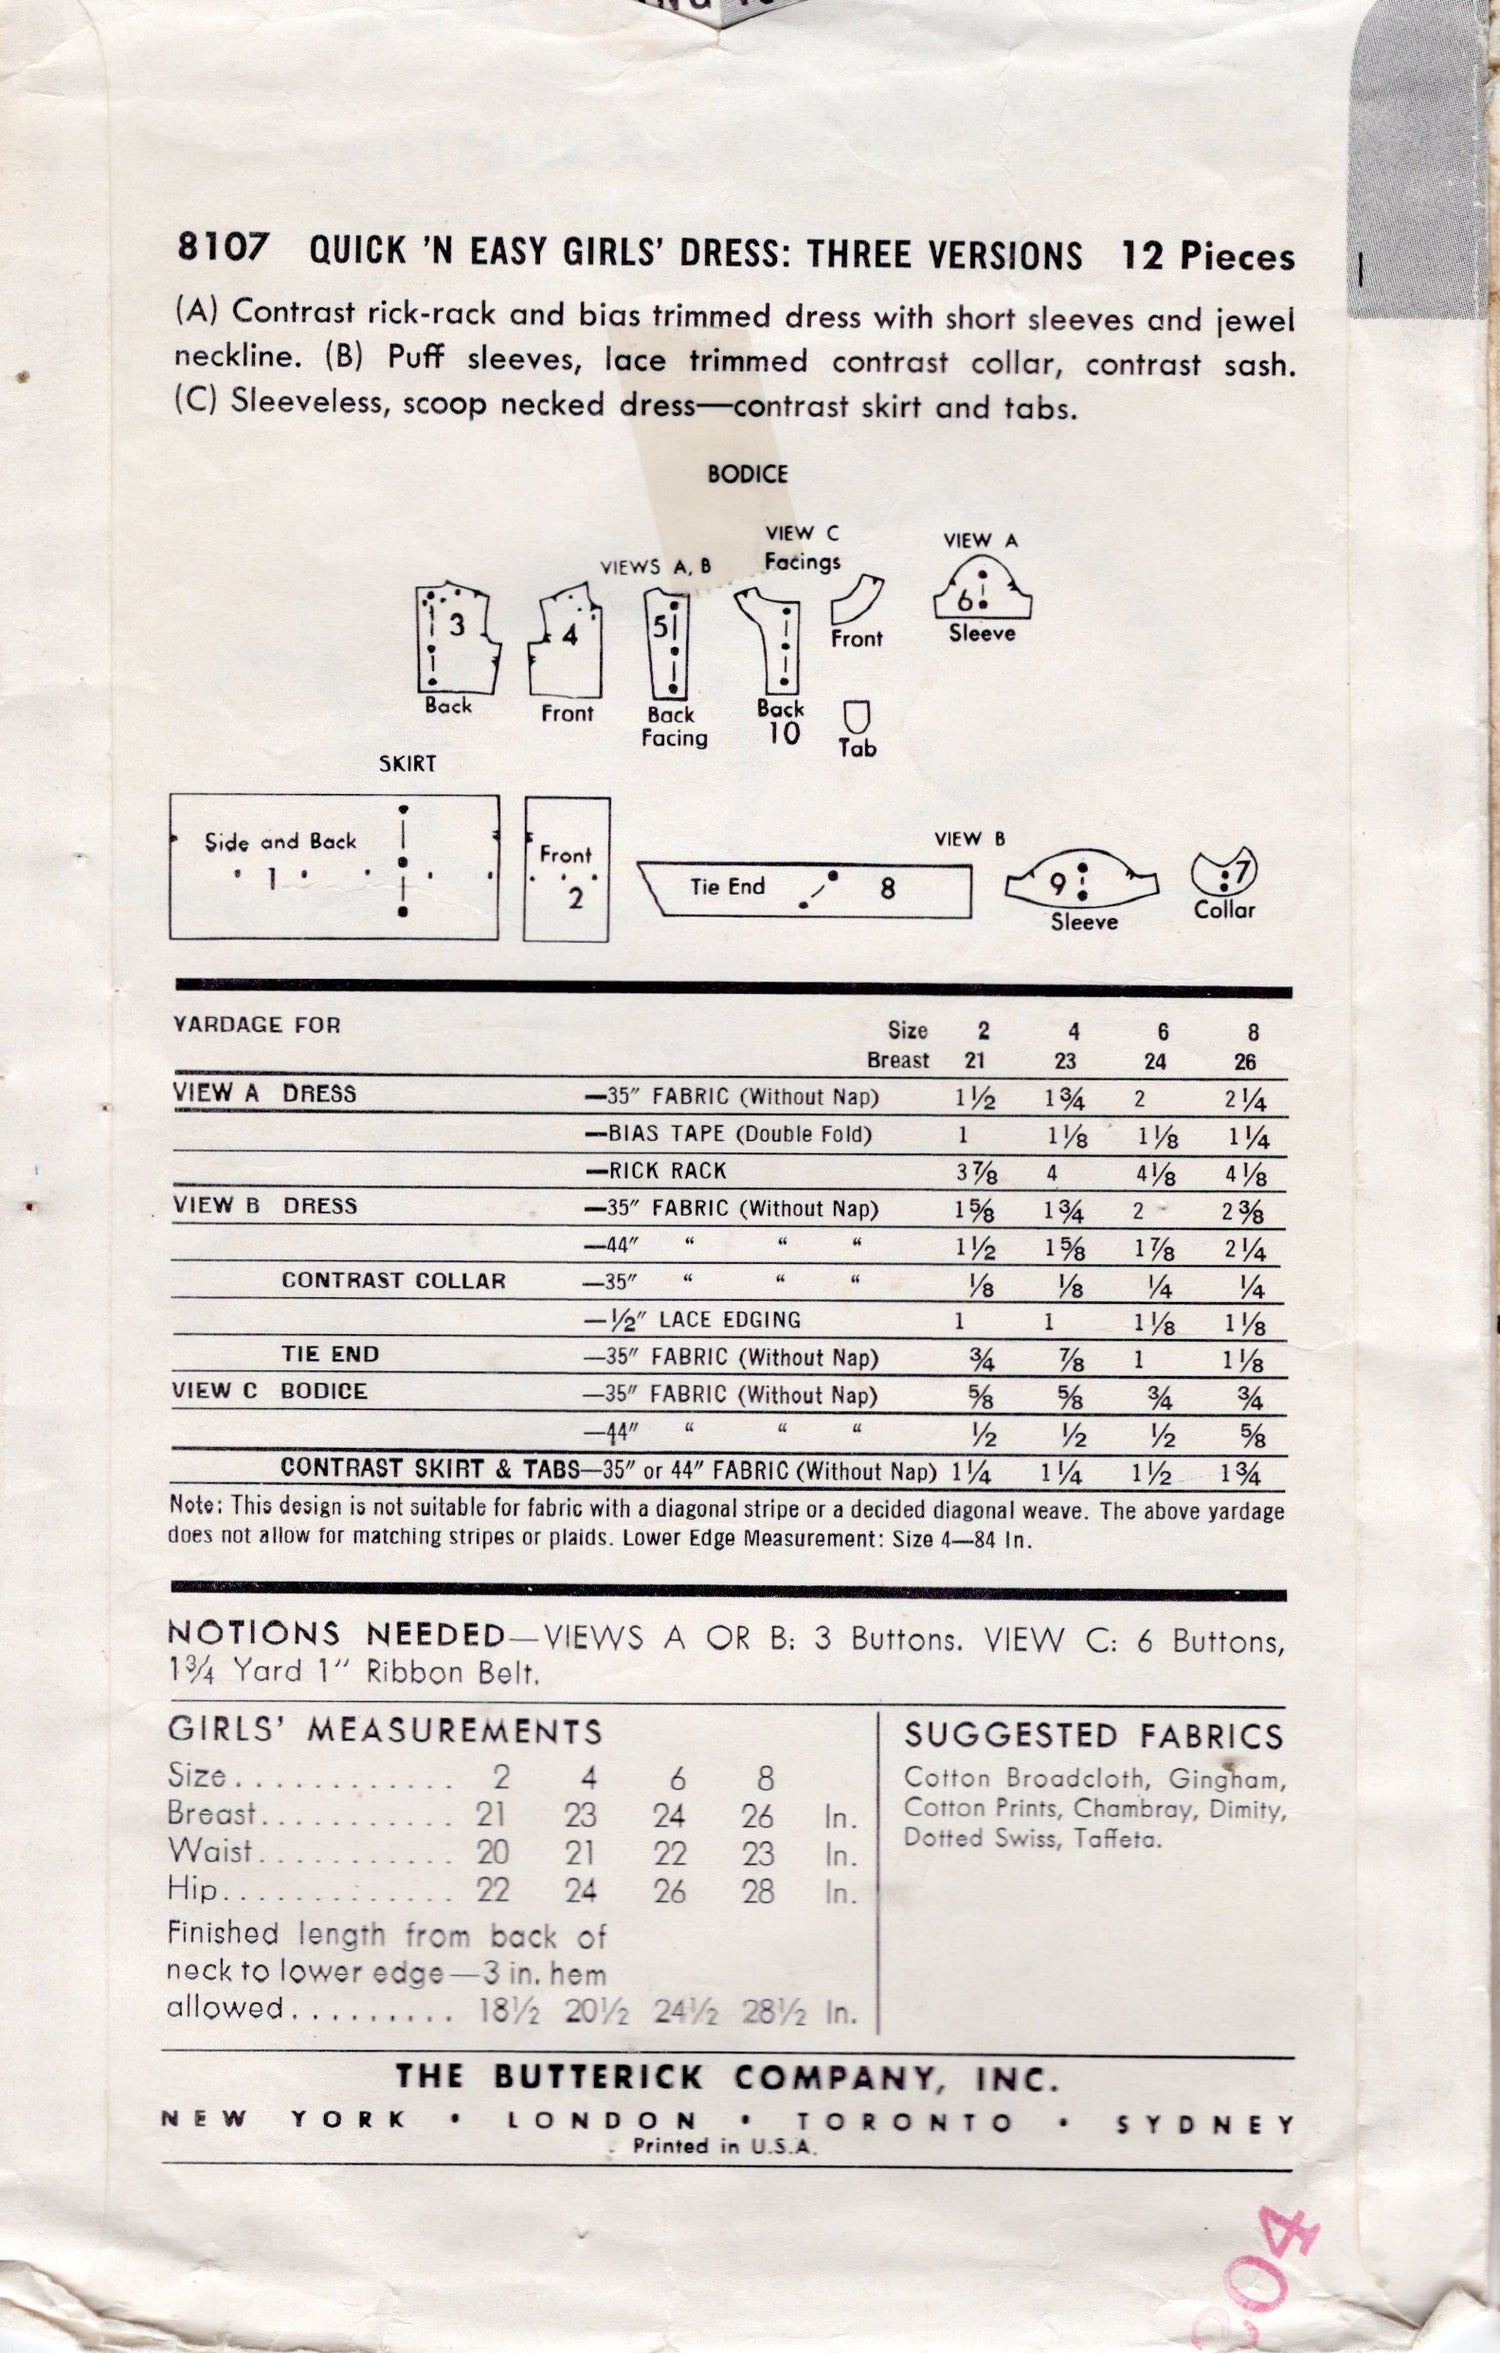 8107 QUICK 'N EASY GIRLS' DRESS: THREE VERSIONS 12 Pieces
(A) Contrast rick-rack and bias trimmed dress with short sleeves and jewel
neckline. (B) Puff sleeves, lace trimmed contrast collar, contrast sash.
(C) Sleeveless, scoop necked dress—contrast skirt and tabs.
BODICE
VIEWS A, B
VIEW C
Facings
VIEW A
3
Back
4
Front
5
Back
Facing
Back
10
Front
Tab
6
Sleeve
SKIRT
Side and Back
1
Front
2
VIEW B
Tie End 8
9
Sleeve
7
Collar
YARDAGE FOR Size 2 4 6 8
Breast 21 23 24 26
VIEW A DRESS —35″ FABRIC (Without Nap) 1½ 1¾ 2 2¼
—BIAS TAPE (Double Fold) 1 1⅛ 1⅛ 1¼
—RICK RACK 3⅞ 4 4⅛ 4⅛
VIEW B DRESS —35″ FABRIC (Without Nap) 1⅝ 1¾ 2 2⅜
—44″ “ “ “ 1½ 1⅝ 1⅞ 2¼
CONTRAST COLLAR —35″ “ “ “ ⅛ ⅛ ¼ ¼
—½″ LACE EDGING 1 1 1⅛ 1⅛
TIE END —35″ FABRIC (Without Nap) ¾ ⅞ 1 1⅛
VIEW C BODICE —35″ FABRIC (Without Nap) ⅝ ⅝ ¾ ¾
—44″ “ “ “ ½ ½ ½ ⅝
CONTRAST SKIRT & TABS—35″ or 44″ FABRIC (Without Nap) 1¼ 1¼ 1½ 1¾
Note: This design is not suitable for fabric with a diagonal stripe or a decided diagonal weave. The above yardage
does not allow for matching stripes or plaids. Lower Edge Measurement: Size 4—84 In.
NOTIONS NEEDED—VIEWS A OR B: 3 Buttons. VIEW C: 6 Buttons,
1¾ Yard 1″ Ribbon Belt.
GIRLS' MEASUREMENTS
Size............. 2 4 6 8
Breast........... 21 23 24 26 In.
Waist........... 20 21 22 23 In.
Hip............. 22 24 26 28 In.
Finished length from back of
neck to lower edge—3 in. hem
allowed......... 18½ 20½ 24½ 28½ In.
SUGGESTED FABRICS
Cotton Broadcloth, Gingham,
Cotton Prints, Chambray, Dimity,
Dotted Swiss, Taffeta.
THE BUTTERICK COMPANY, INC.
NEW YORK • LONDON • TORONTO • SYDNEY
Printed in U.S.A.